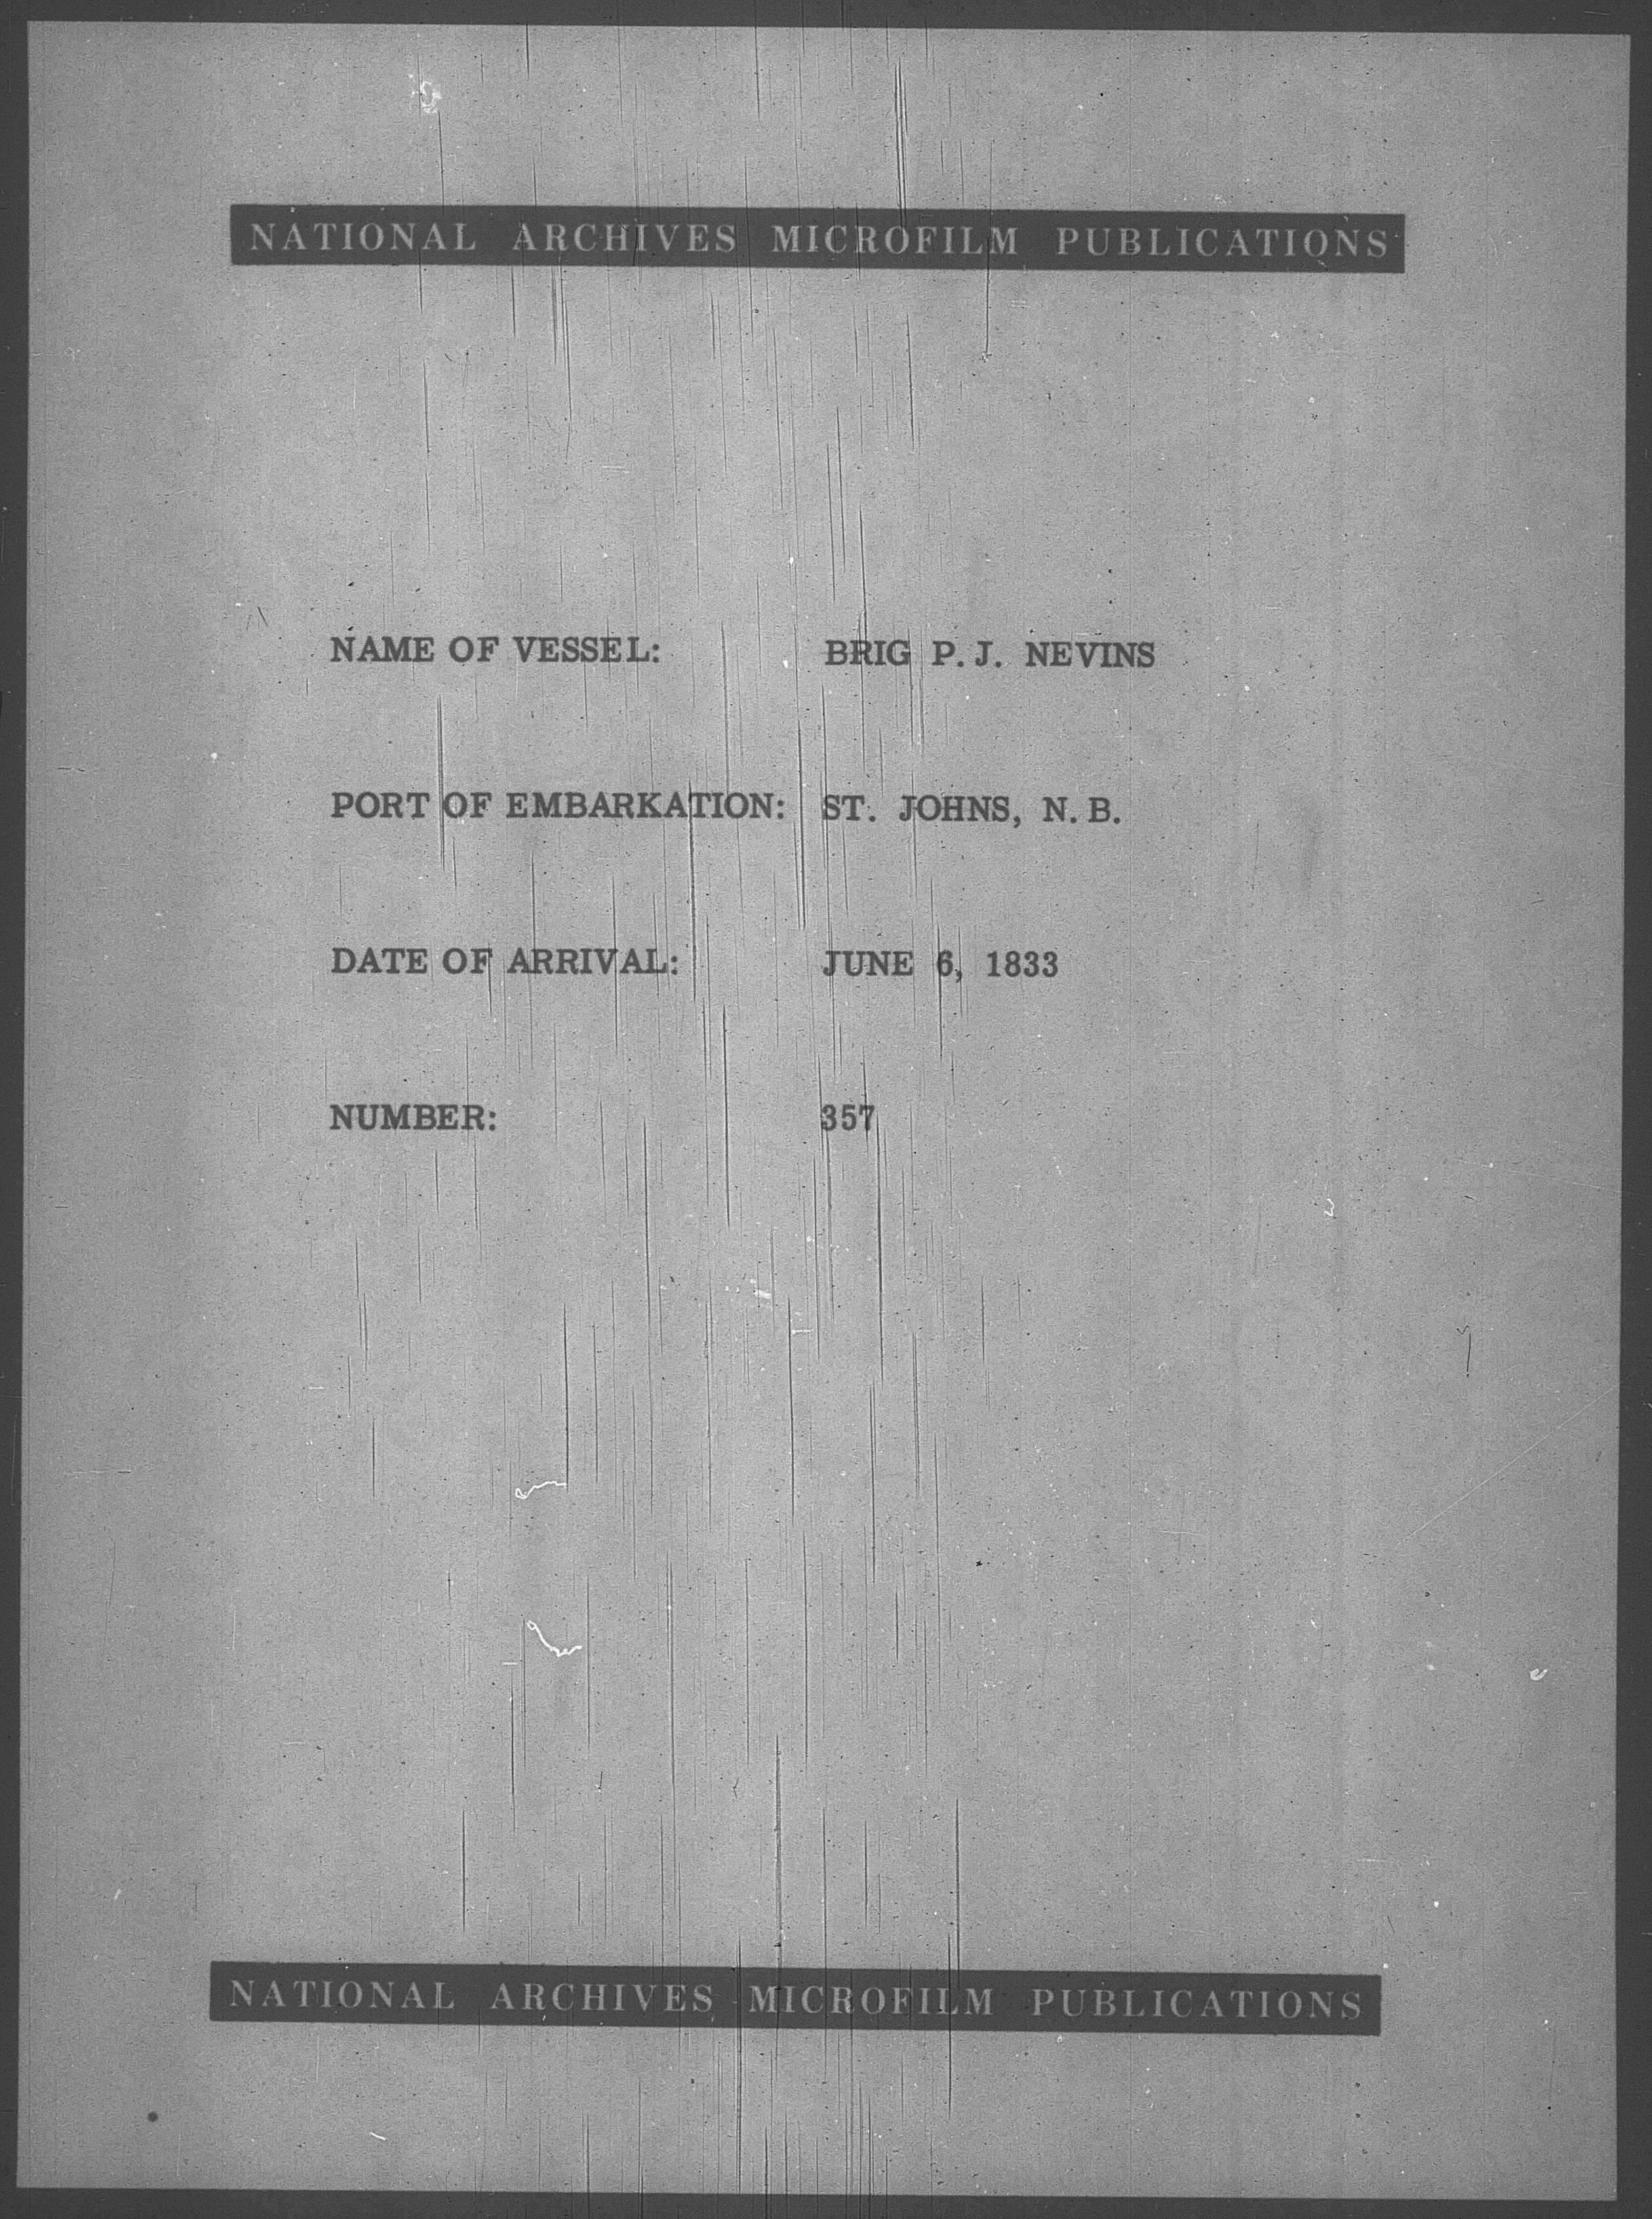 NATIONAL ARCHIVES MICROFILM PUBLICATIONS
NAME OF VESSEL: BRIG P. J. NEVINS
PORT OF EMBARKATION: ST. JOHNS, N. B.
DATE OF ARRIVAL: JUNE 6, 1833
NUMBER: 357
NATIONAL ARCHIVES MICROFILM PUBLICATIONS